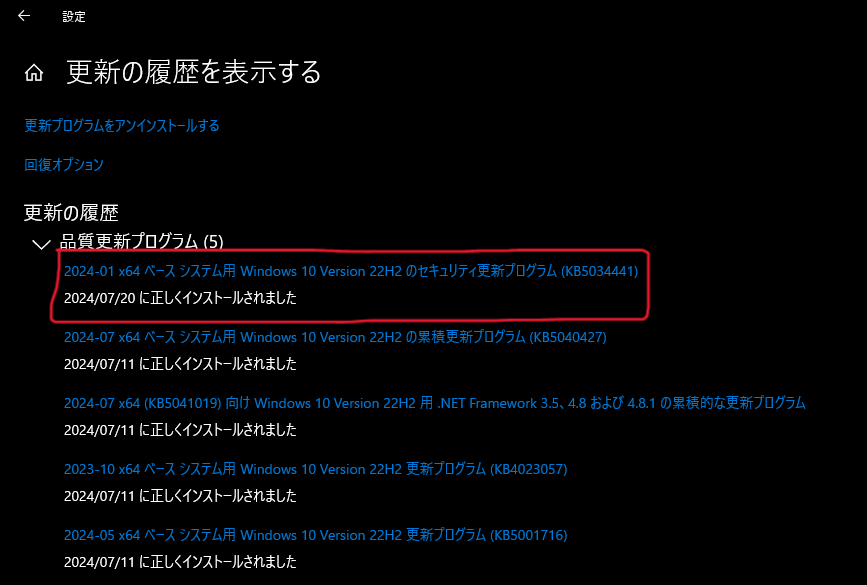 設定
更新の履歴を表示する
更新プログラムをアンインストールする
回復オプション
更新の履歴
品質更新プログラム (5)
2024-01 x64 ベース システム用 Windows 10 Version 22H2 のセキュリティ更新プログラム (KB5034441)
2024/07/20 に正しくインストールされました
2024-07 x64 ベース システム用 Windows 10 Version 22H2 の累積更新プログラム (KB5040427)
2024/07/11 に正しくインストールされました
2024-07 x64 (KB5041019) 向け Windows 10 Version 22H2 用 .NET Framework 3.5、4.8 および 4.8.1 の累積的な更新プログラム
2024/07/11 に正しくインストールされました
2023-10 x64 ベース システム用 Windows 10 Version 22H2 更新プログラム (KB4023057)
2024/07/11 に正しくインストールされました
2024-05 x64 ベース システム用 Windows 10 Version 22H2 更新プログラム (KB5001716)
2024/07/11 に正しくインストールされました